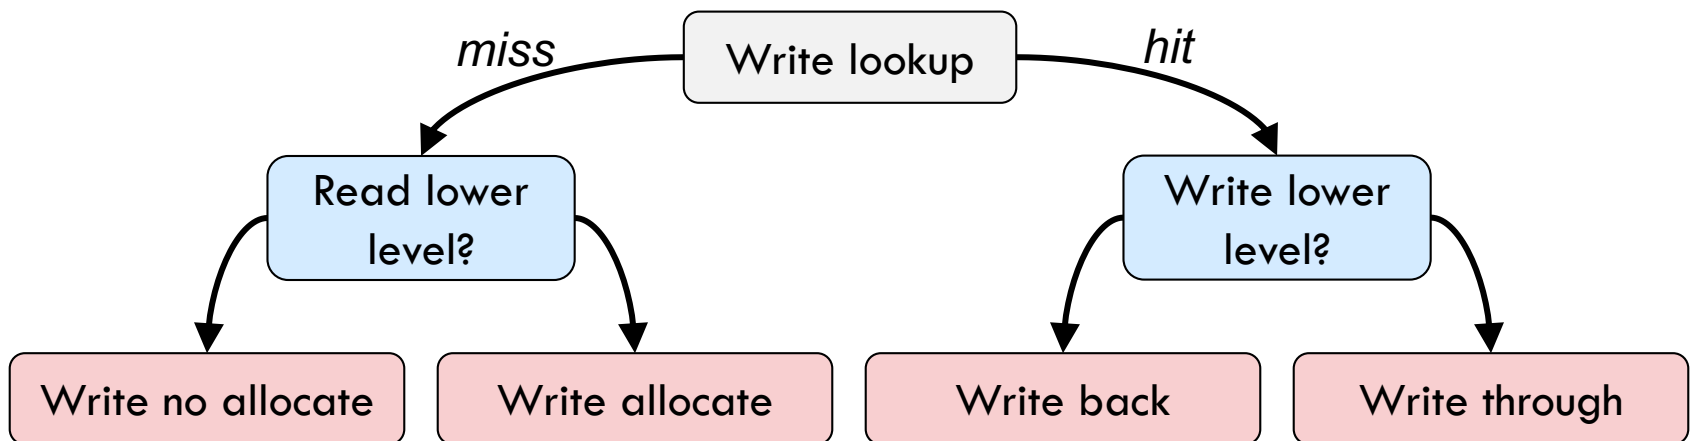 miss
Write lookup
hit
Read lower
level?
Write lower
level?
Write no allocate
Write allocate
Write back
Write through